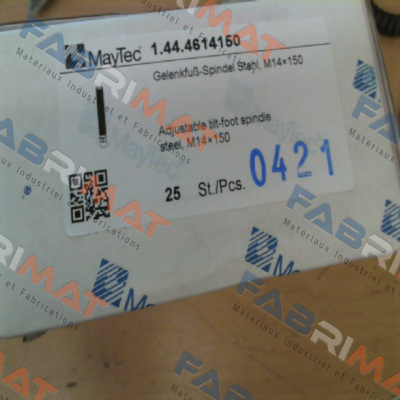 MayTec 1.44.4614150
Gelenkfuß-Spindel Stahl, M14×150
Adjustable tilt-foot spindle
steel, M14×150
25 St./Pcs.
0421
MayTec
FABRIMAT
Materiaux Industriel et Fabrications